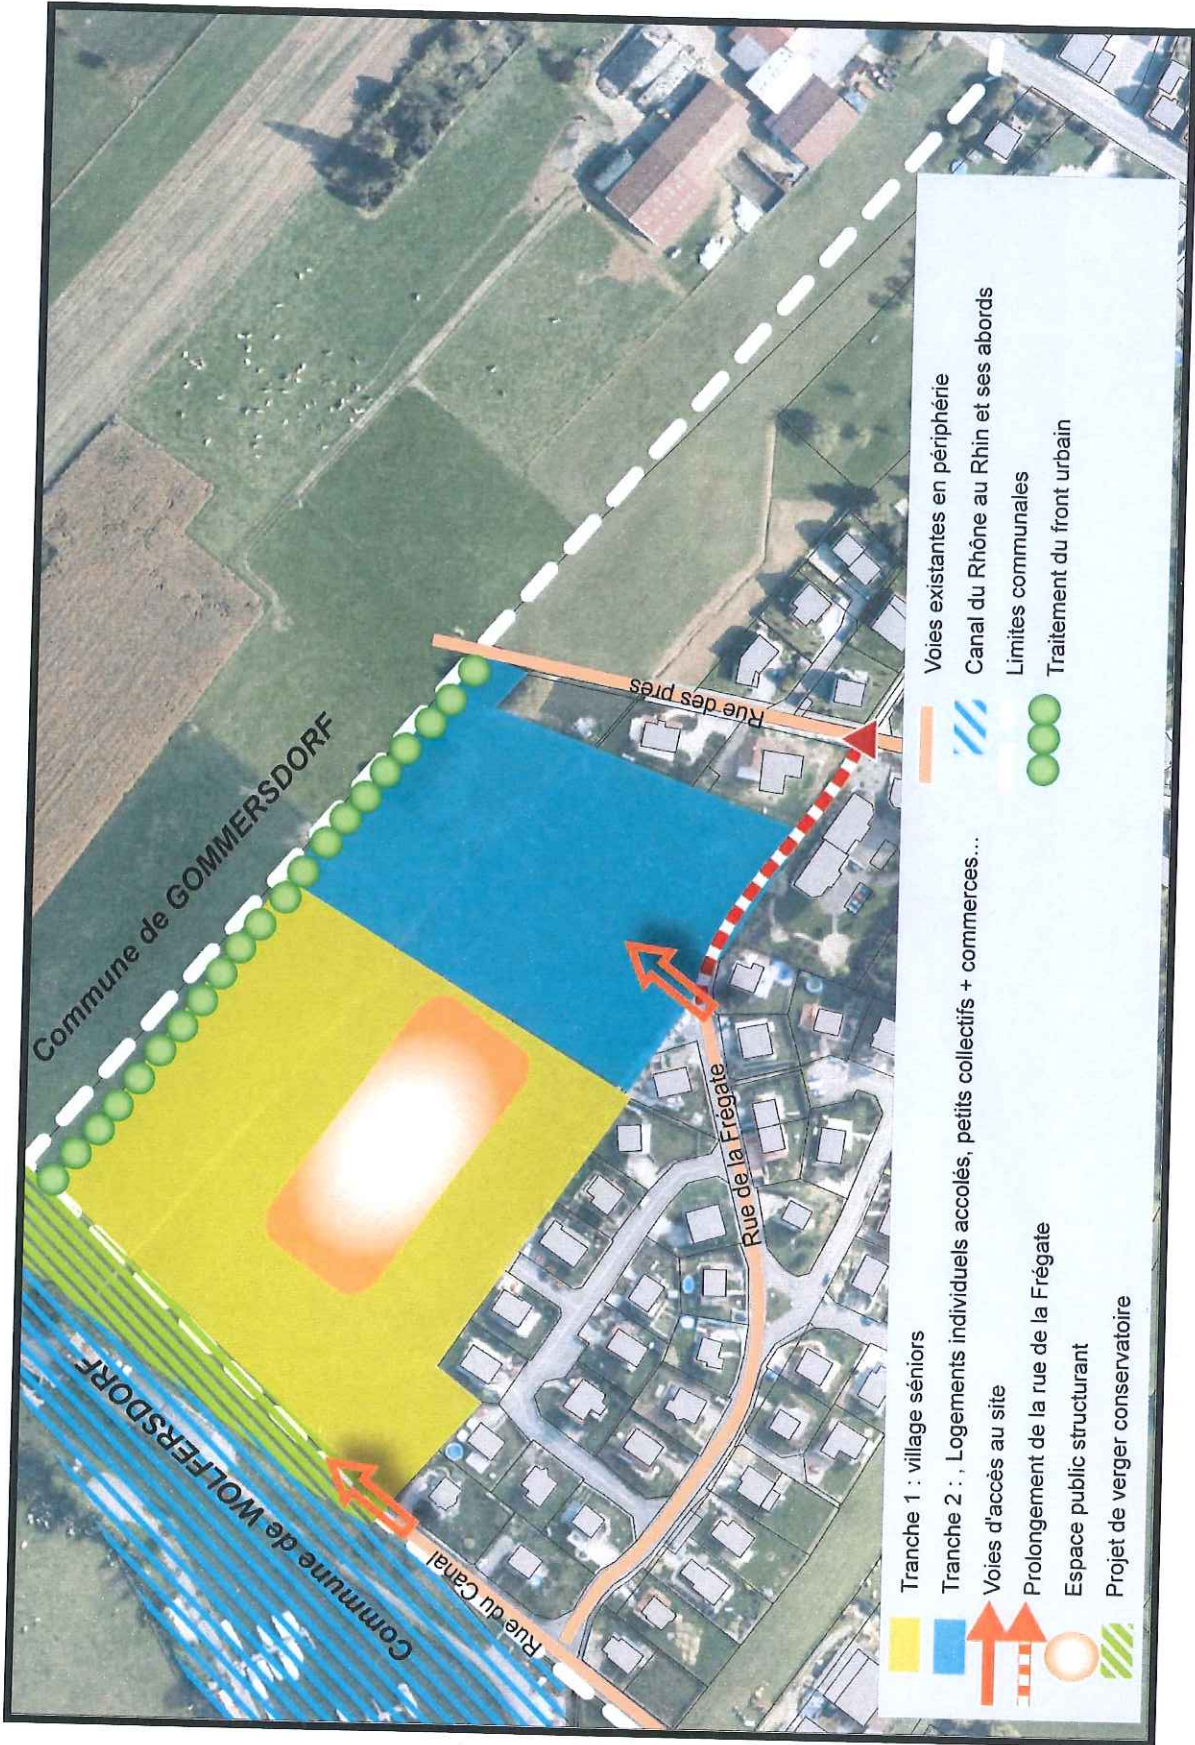 Commune de GOMMERSDORF
Commune de WOLFERSDORF
Rue du Canal
Rue de la Frégate
Rue des prés
Tranche 1 : village séniors
Tranche 2 : , Logements individuels accolés, petits collectifs + commerces...
Voies d'accès au site
Prolongement de la rue de la Frégate
Espace public structurant
Projet de verger conservatoire
Voies existantes en périphérie
Canal du Rhône au Rhin et ses abords
Limites communales
Traitement du front urbain